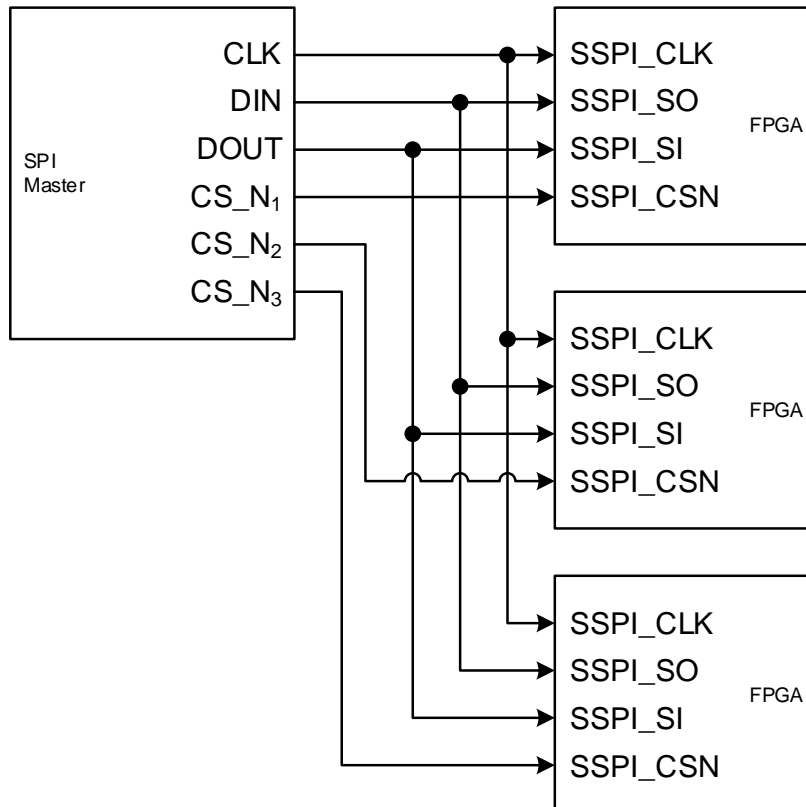 SPI
Master
CLK
DIN
DOUT
CS_N₁
CS_N₂
CS_N₃
SSPI_CLK
SSPI_SO
SSPI_SI
SSPI_CSN
FPGA
SSPI_CLK
SSPI_SO
SSPI_SI
SSPI_CSN
FPGA
SSPI_CLK
SSPI_SO
SSPI_SI
SSPI_CSN
FPGA